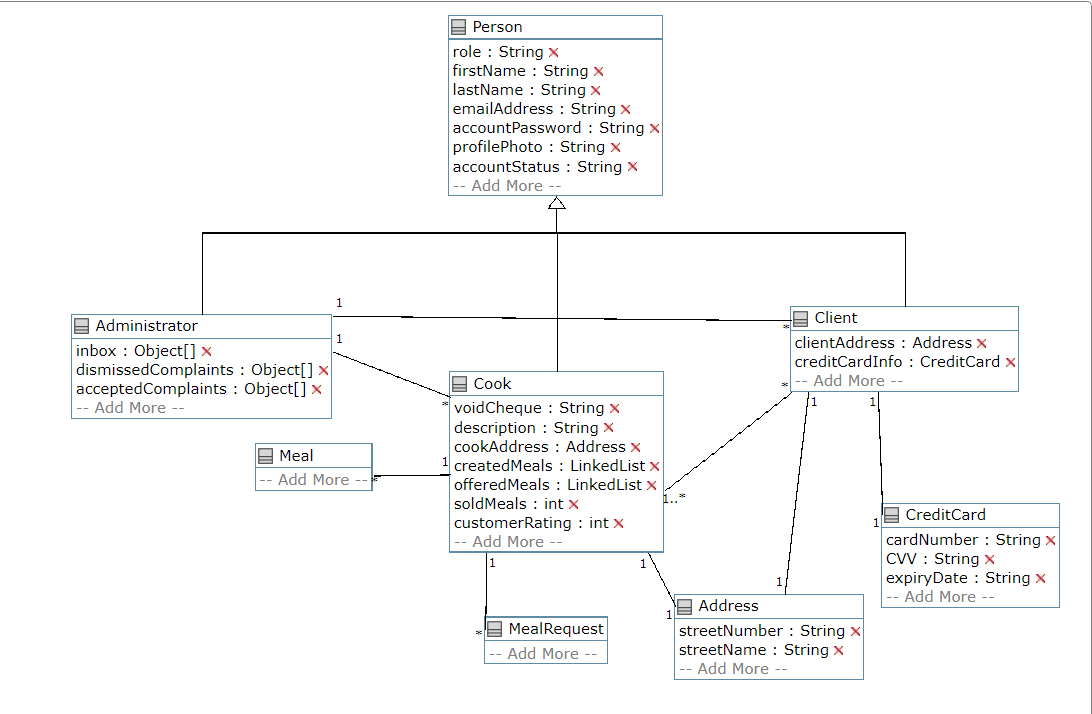 Person
role : String
firstName : String
lastName : String
emailAddress : String
accountPassword : String
profilePhoto : String
accountStatus : String
-- Add More --
1
Administrator
inbox : Object[]
dismissedComplaints : Object[]
acceptedComplaints : Object[]
-- Add More --
1
*
Client
clientAddress : Address
creditCardInfo : CreditCard
-- Add More --
*
Cook
voidCheque : String
description : String
cookAddress : Address
createdMeals : LinkedList
offeredMeals : LinkedList
soldMeals : int
customerRating : int
-- Add More --
*
1
1
Meal
-- Add More --
*
1
1..*
CreditCard
cardNumber : String
CVV : String
expiryDate : String
-- Add More --
1
1
1
1
Address
streetNumber : String
streetName : String
-- Add More --
1
MealRequest
-- Add More --
*